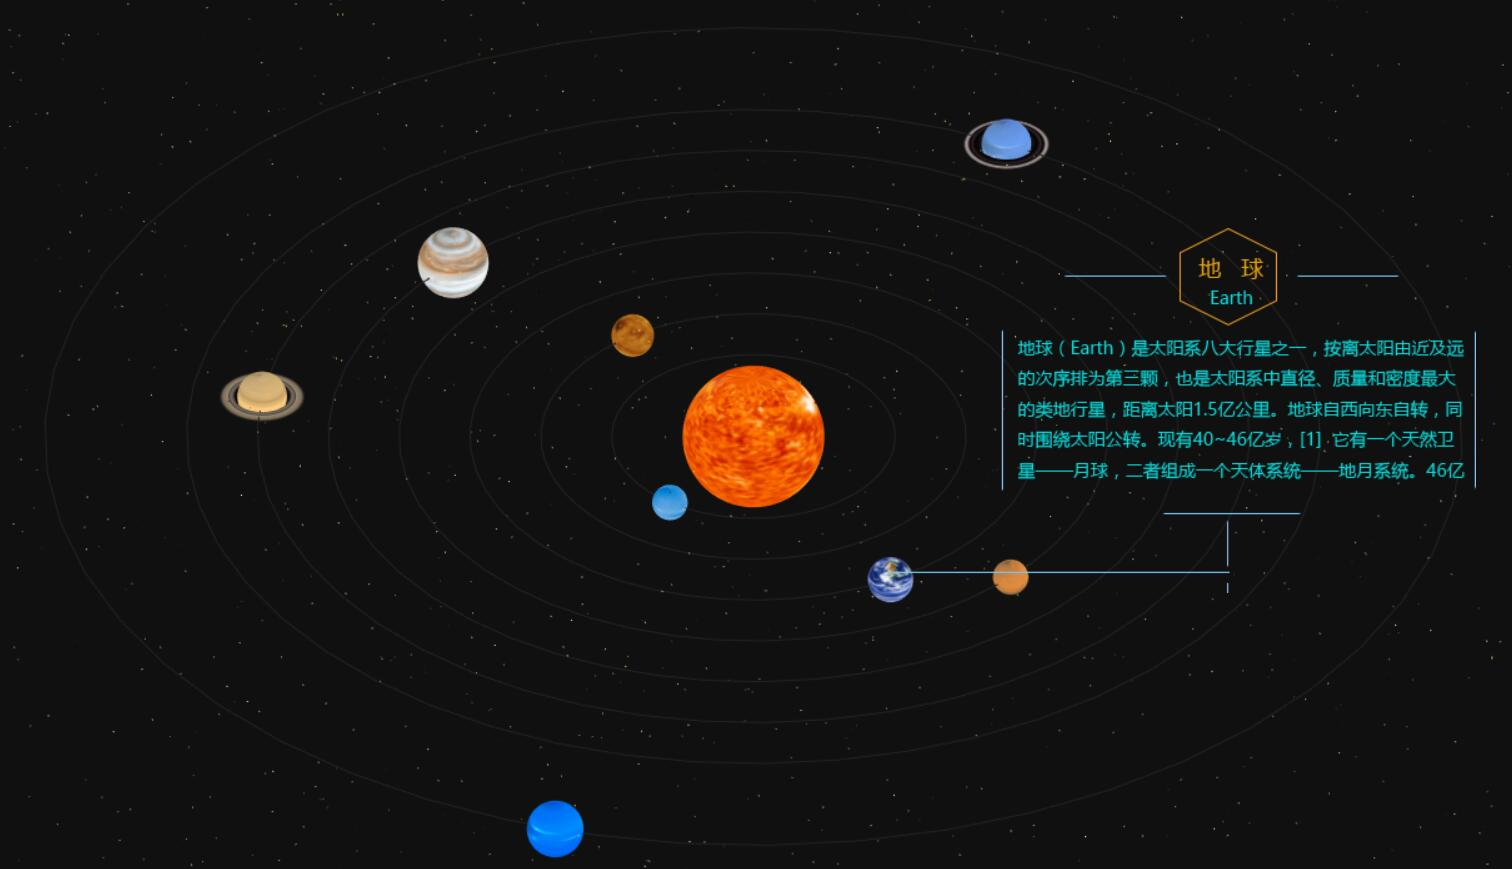 地 球
Earth
地球（Earth）是太阳系八大行星之一，按离太阳由近及远
的次序排为第三颗，也是太阳系中直径、质量和密度最大
的类地行星，距离太阳1.5亿公里。地球自西向东自转，同
时围绕太阳公转。现有40~46亿岁，[1] 它有一个天然卫
星——月球，二者组成一个天体系统——地月系统。46亿